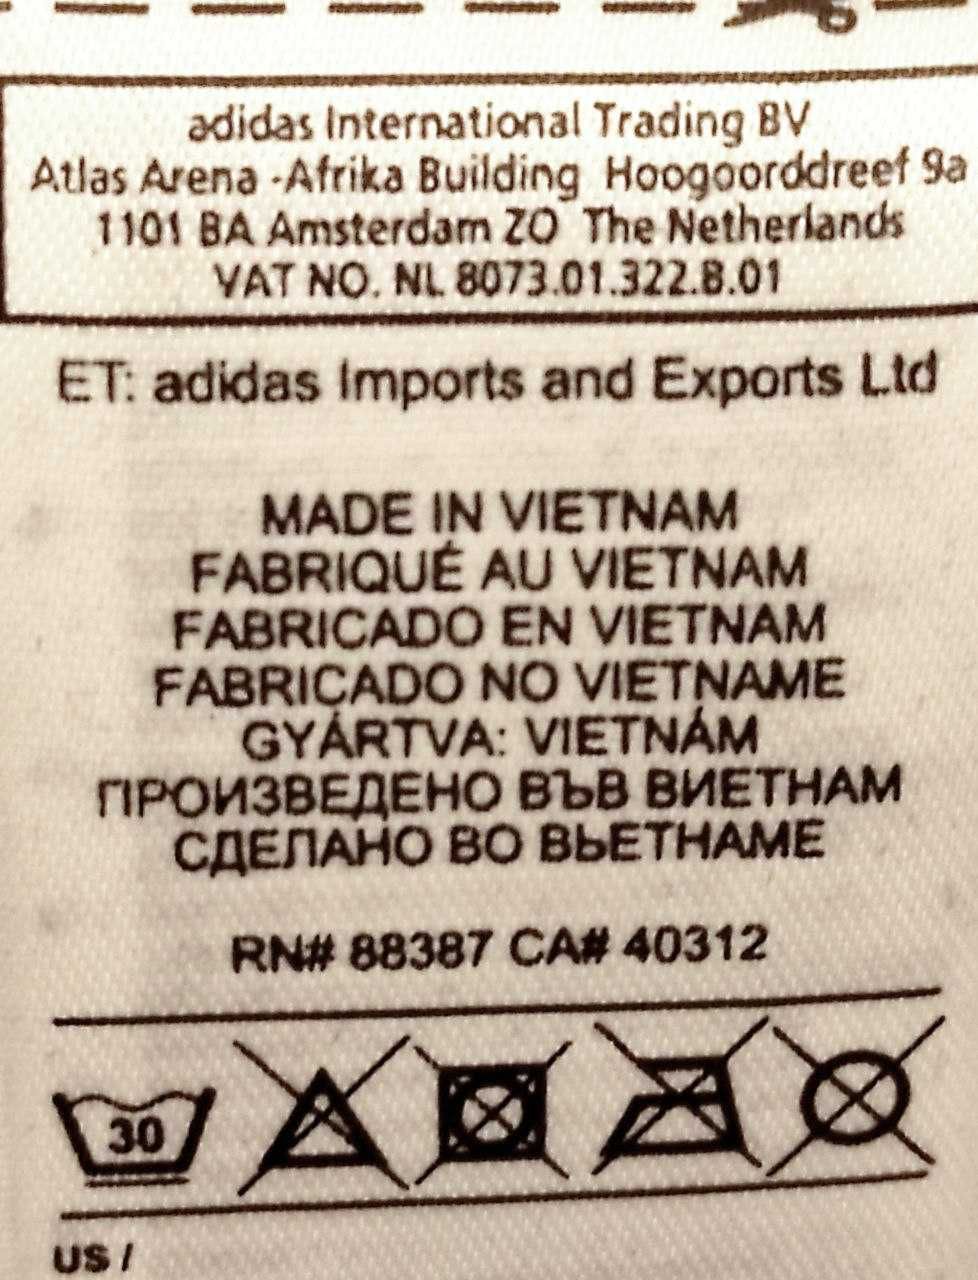 adidas International Trading BV
Atlas Arena -Afrika Building Hoogoorddreef 9a
1101 BA Amsterdam ZO The Netherlands
VAT NO. NL 8073.01.322.B.01
ET: adidas Imports and Exports Ltd
MADE IN VIETNAM
FABRIQUÉ AU VIETNAM
FABRICADO EN VIETNAM
FABRICADO NO VIETNAME
GYÁRTVA: VIETNÁM
ПРОИЗВЕДЕНО ВЪВ ВИЕТНАМ
СДЕЛАНО ВО ВЬЕТНАМЕ
RN# 88387 CA# 40312
30
US /